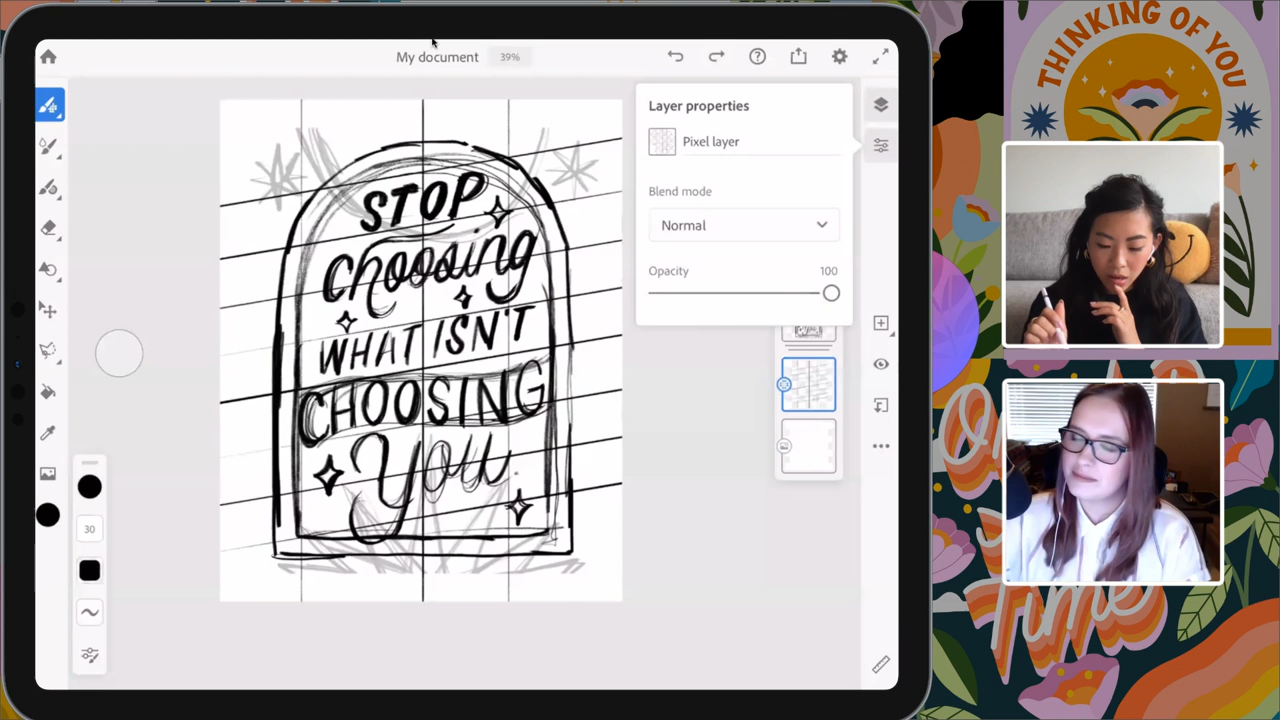 My document
39%
Layer properties
Pixel layer
Blend mode
Normal
Opacity
100
30
STOP
Choosing
WHAT ISN'T
CHOOSING
You
THINKING OF YOU
Time